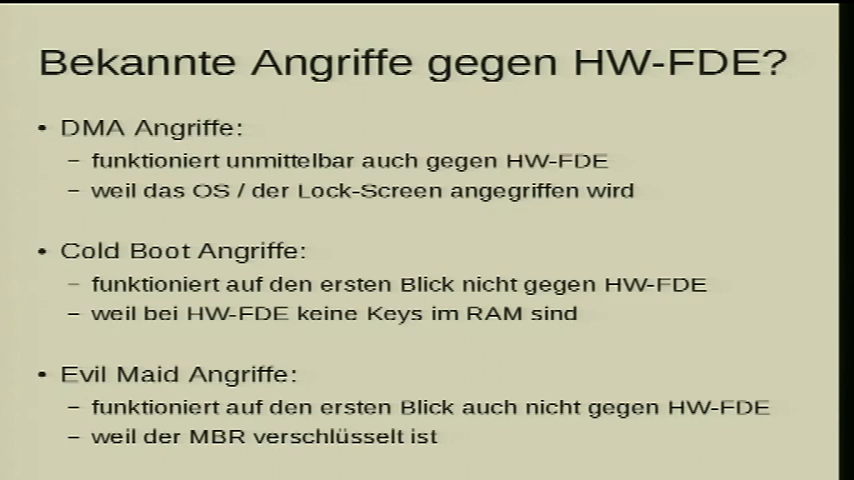 Bekannte Angriffe gegen HW-FDE?
• DMA Angriffe:
– funktioniert unmittelbar auch gegen HW-FDE
– weil das OS / der Lock-Screen angegriffen wird
• Cold Boot Angriffe:
– funktioniert auf den ersten Blick nicht gegen HW-FDE
– weil bei HW-FDE keine Keys im RAM sind
• Evil Maid Angriffe:
– funktioniert auf den ersten Blick auch nicht gegen HW-FDE
– weil der MBR verschlüsselt ist